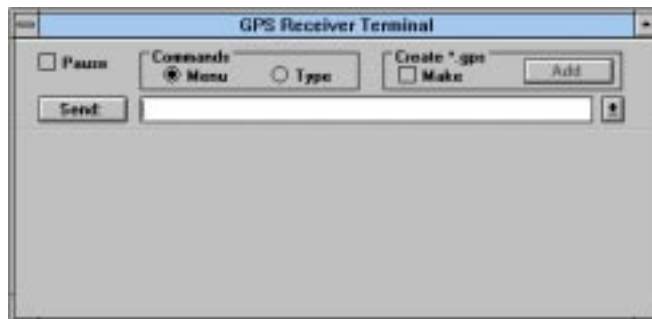 GPS Receiver Terminal
Pause
Commands
Menu
Type
Create *.gps
Make
Add
Send: